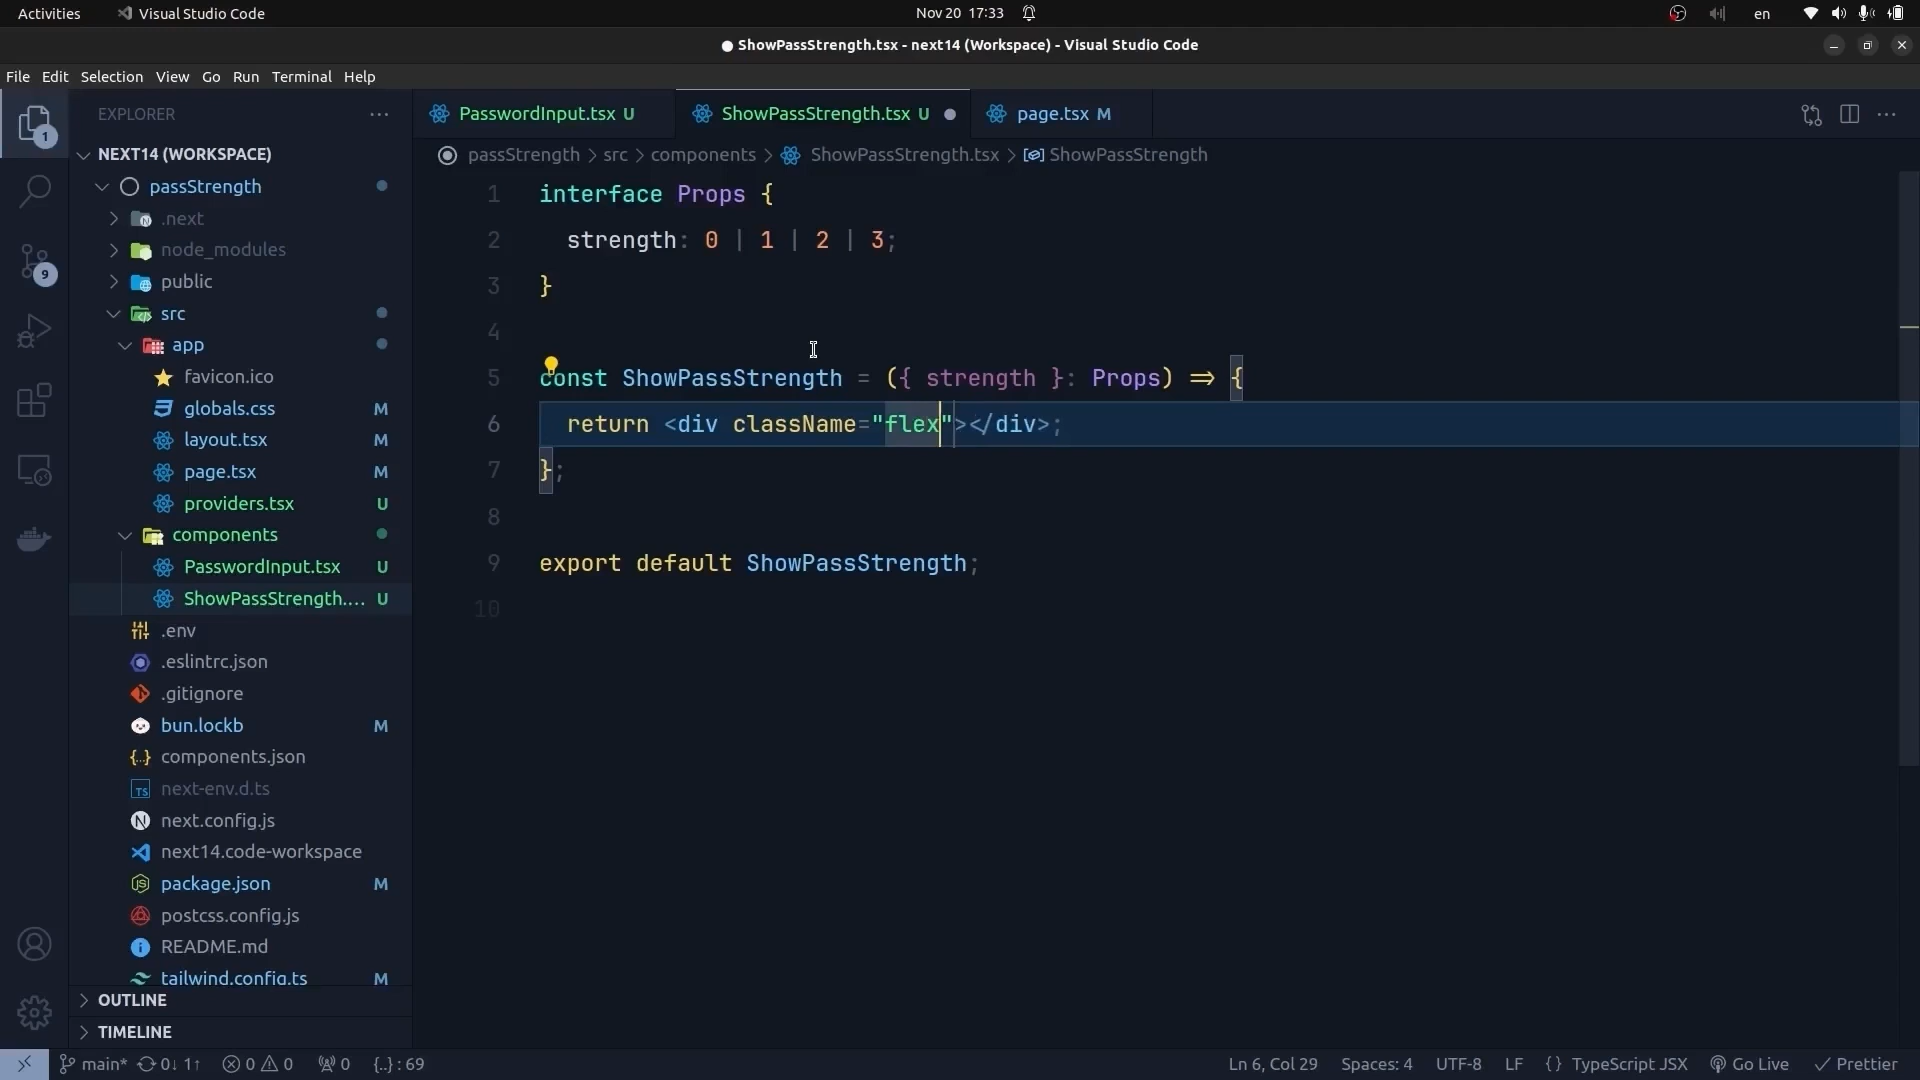 Activities
Visual Studio Code
Nov 20 17:33
en
ShowPassStrength.tsx - next14 (Workspace) - Visual Studio Code
File Edit Selection View Go Run Terminal Help
EXPLORER
PasswordInput.tsx U
ShowPassStrength.tsx U
page.tsx M
passStrength > src > components > ShowPassStrength.tsx > ShowPassStrength
1
9
NEXT14 (WORKSPACE)
passStrength
.next
node_modules
public
src
app
favicon.ico
globals.css M
layout.tsx M
page.tsx M
providers.tsx U
components
PasswordInput.tsx U
ShowPassStrength.... U
.env
.eslintrc.json
.gitignore
bun.lockb M
components.json
next-env.d.ts
next.config.js
next14.code-workspace
package.json M
postcss.config.js
README.md
tailwind.config.ts M
OUTLINE
TIMELINE
1 interface Props {
2 strength: 0 | 1 | 2 | 3;
3 }
4
5 const ShowPassStrength = ({ strength }: Props) => {
6 return <div className="flex"></div>;
7 };
8
9 export default ShowPassStrength;
10
main* 0↓ 1↑ 0 0 0 {..} : 69
Ln 6, Col 29 Spaces: 4 UTF-8 LF {} TypeScript JSX Go Live Prettier